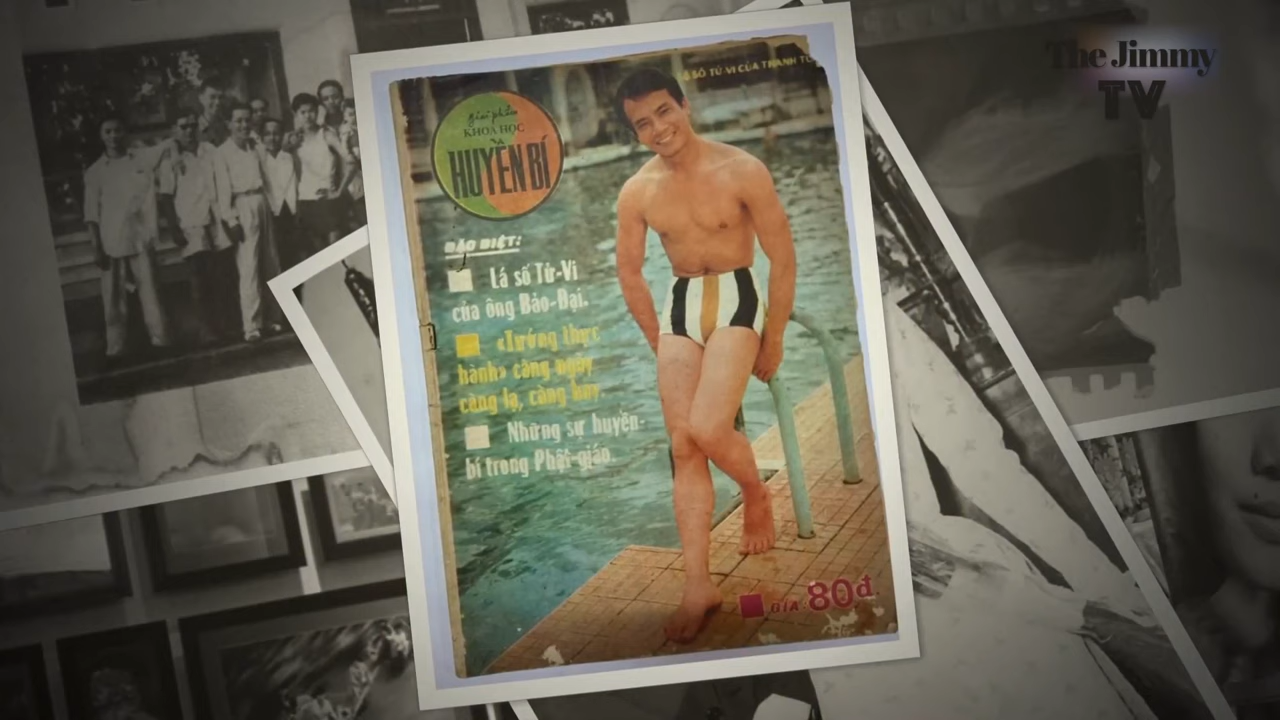 The Jimmy
TV
LÁ SỐ TỬ VI CỦA THANH
giai phẩm
KHOA HỌC
HUYỀN BÍ
ĐẶC BIỆT:
Lá số Tử-Vi
của ông Bảo-Đại.
«Tướng thực
hành» càng ngày
càng lạ, càng hay.
Những sự huyền-
bí trong Phật-giáo.
GIÁ 80đ.